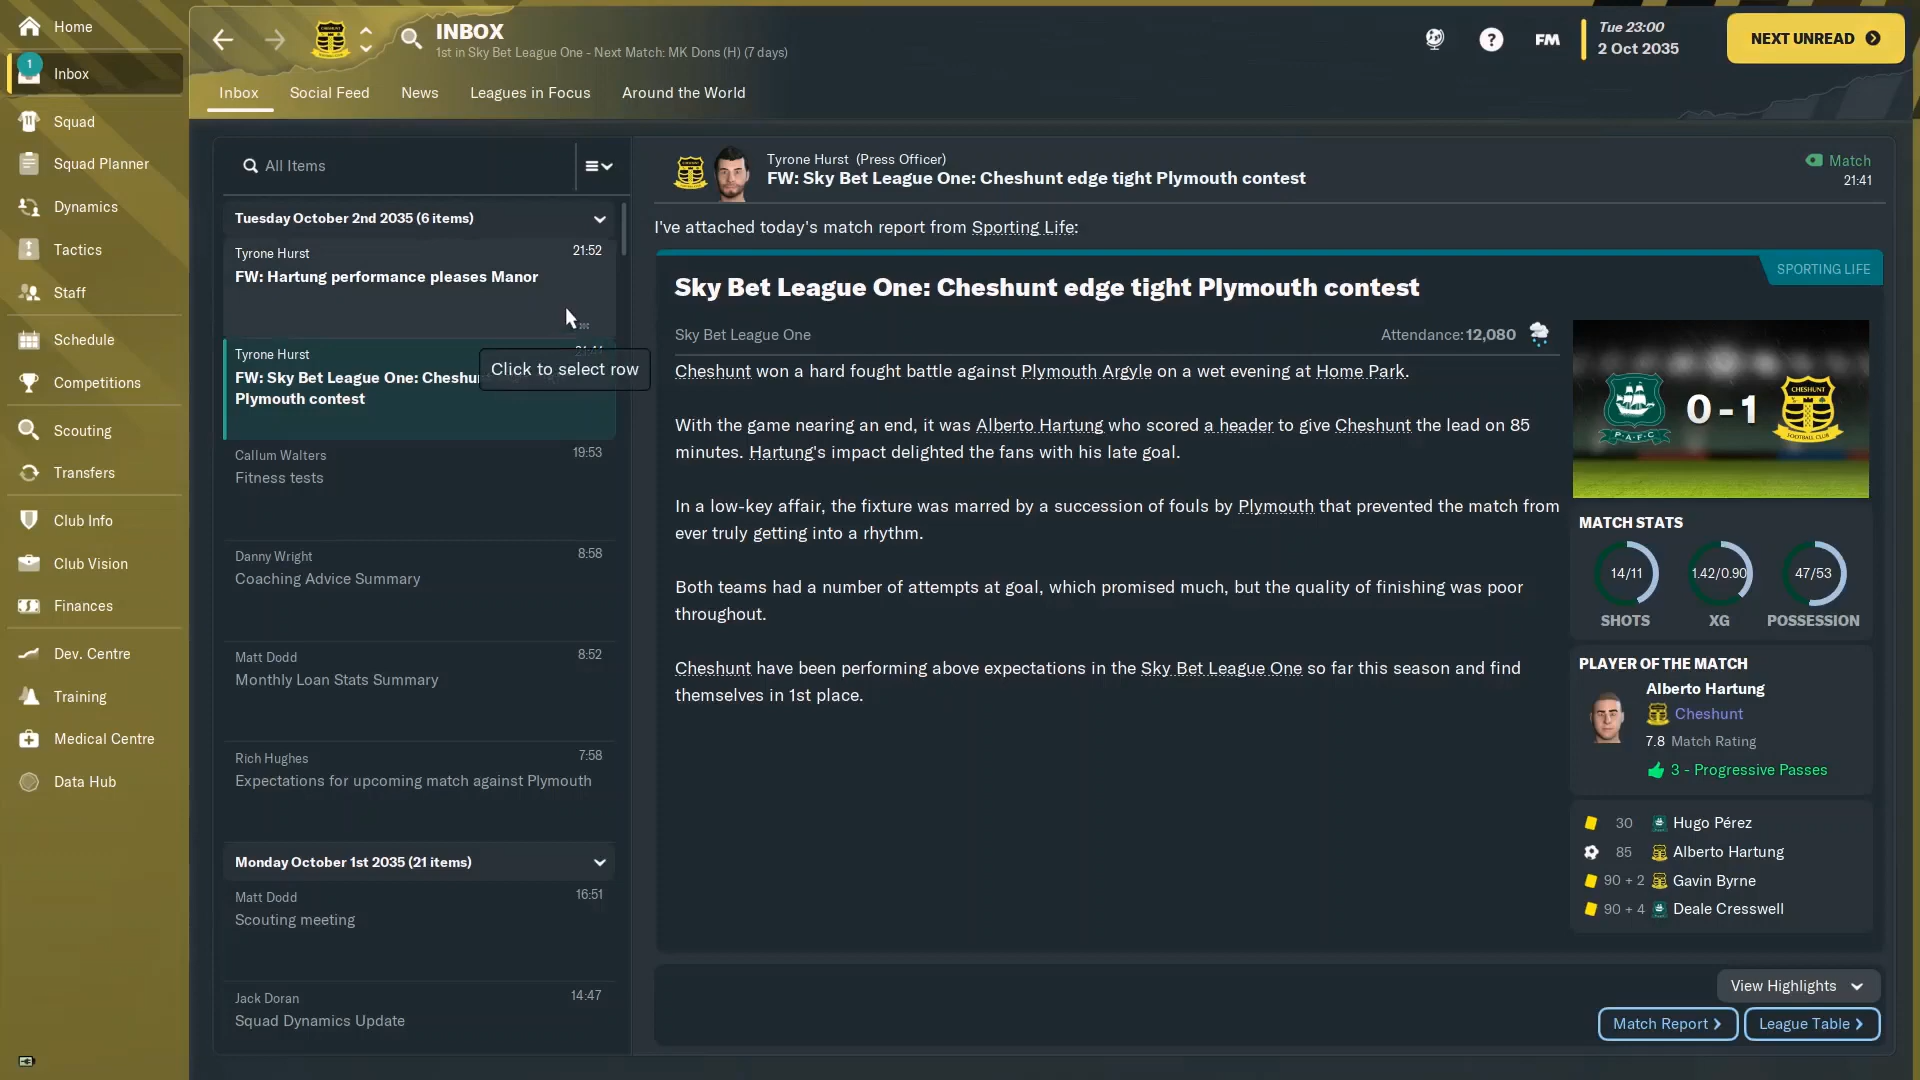 Home
1
Inbox
Squad
Squad Planner
Dynamics
Tactics
Staff
Schedule
Competitions
Scouting
Transfers
Club Info
Club Vision
Finances
Dev. Centre
Training
Medical Centre
Data Hub
INBOX
1st in Sky Bet League One - Next Match: MK Dons (H) (7 days)
FM
Tue 23:00
2 Oct 2035
NEXT UNREAD
Inbox
Social Feed
News
Leagues in Focus
Around the World
All Items
Tuesday October 2nd 2035 (6 items)
Tyrone Hurst
21:52
FW: Hartung performance pleases Manor
Tyrone Hurst
FW: Sky Bet League One:
Plymouth contest
Click to select row
Callum Walters
19:53
Fitness tests
Danny Wright
8:58
Coaching Advice Summary
Matt Dodd
8:52
Monthly Loan Stats Summary
Rich Hughes
7:58
Expectations for upcoming match against Plymouth
Monday October 1st 2035 (21 items)
Matt Dodd
16:51
Scouting meeting
Jack Doran
14:47
Squad Dynamics Update
Tyrone Hurst (Press Officer)
FW: Sky Bet League One: Cheshunt edge tight Plymouth contest
Match
21:41
I've attached today's match report from Sporting Life:
SPORTING LIFE
Sky Bet League One: Cheshunt edge tight Plymouth contest
Sky Bet League One
Attendance: 12,080
Cheshunt won a hard fought battle against Plymouth Argyle on a wet evening at Home Park.
With the game nearing an end, it was Alberto Hartung who scored a header to give Cheshunt the lead on 85
minutes. Hartung's impact delighted the fans with his late goal.
In a low-key affair, the fixture was marred by a succession of fouls by Plymouth that prevented the match from
ever truly getting into a rhythm.
Both teams had a number of attempts at goal, which promised much, but the quality of finishing was poor
throughout.
Cheshunt have been performing above expectations in the Sky Bet League One so far this season and find
themselves in 1st place.
P.A.F.C
0 - 1
CHESHUNT
FOOTBALL CLUB
MATCH STATS
14/11
1.42/0.90
47/53
SHOTS
XG
POSSESSION
PLAYER OF THE MATCH
Alberto Hartung
Cheshunt
7.8 Match Rating
3 - Progressive Passes
30 Hugo Pérez
85 Alberto Hartung
90 + 2 Gavin Byrne
90 + 4 Deale Cresswell
View Highlights
Match Report
League Table